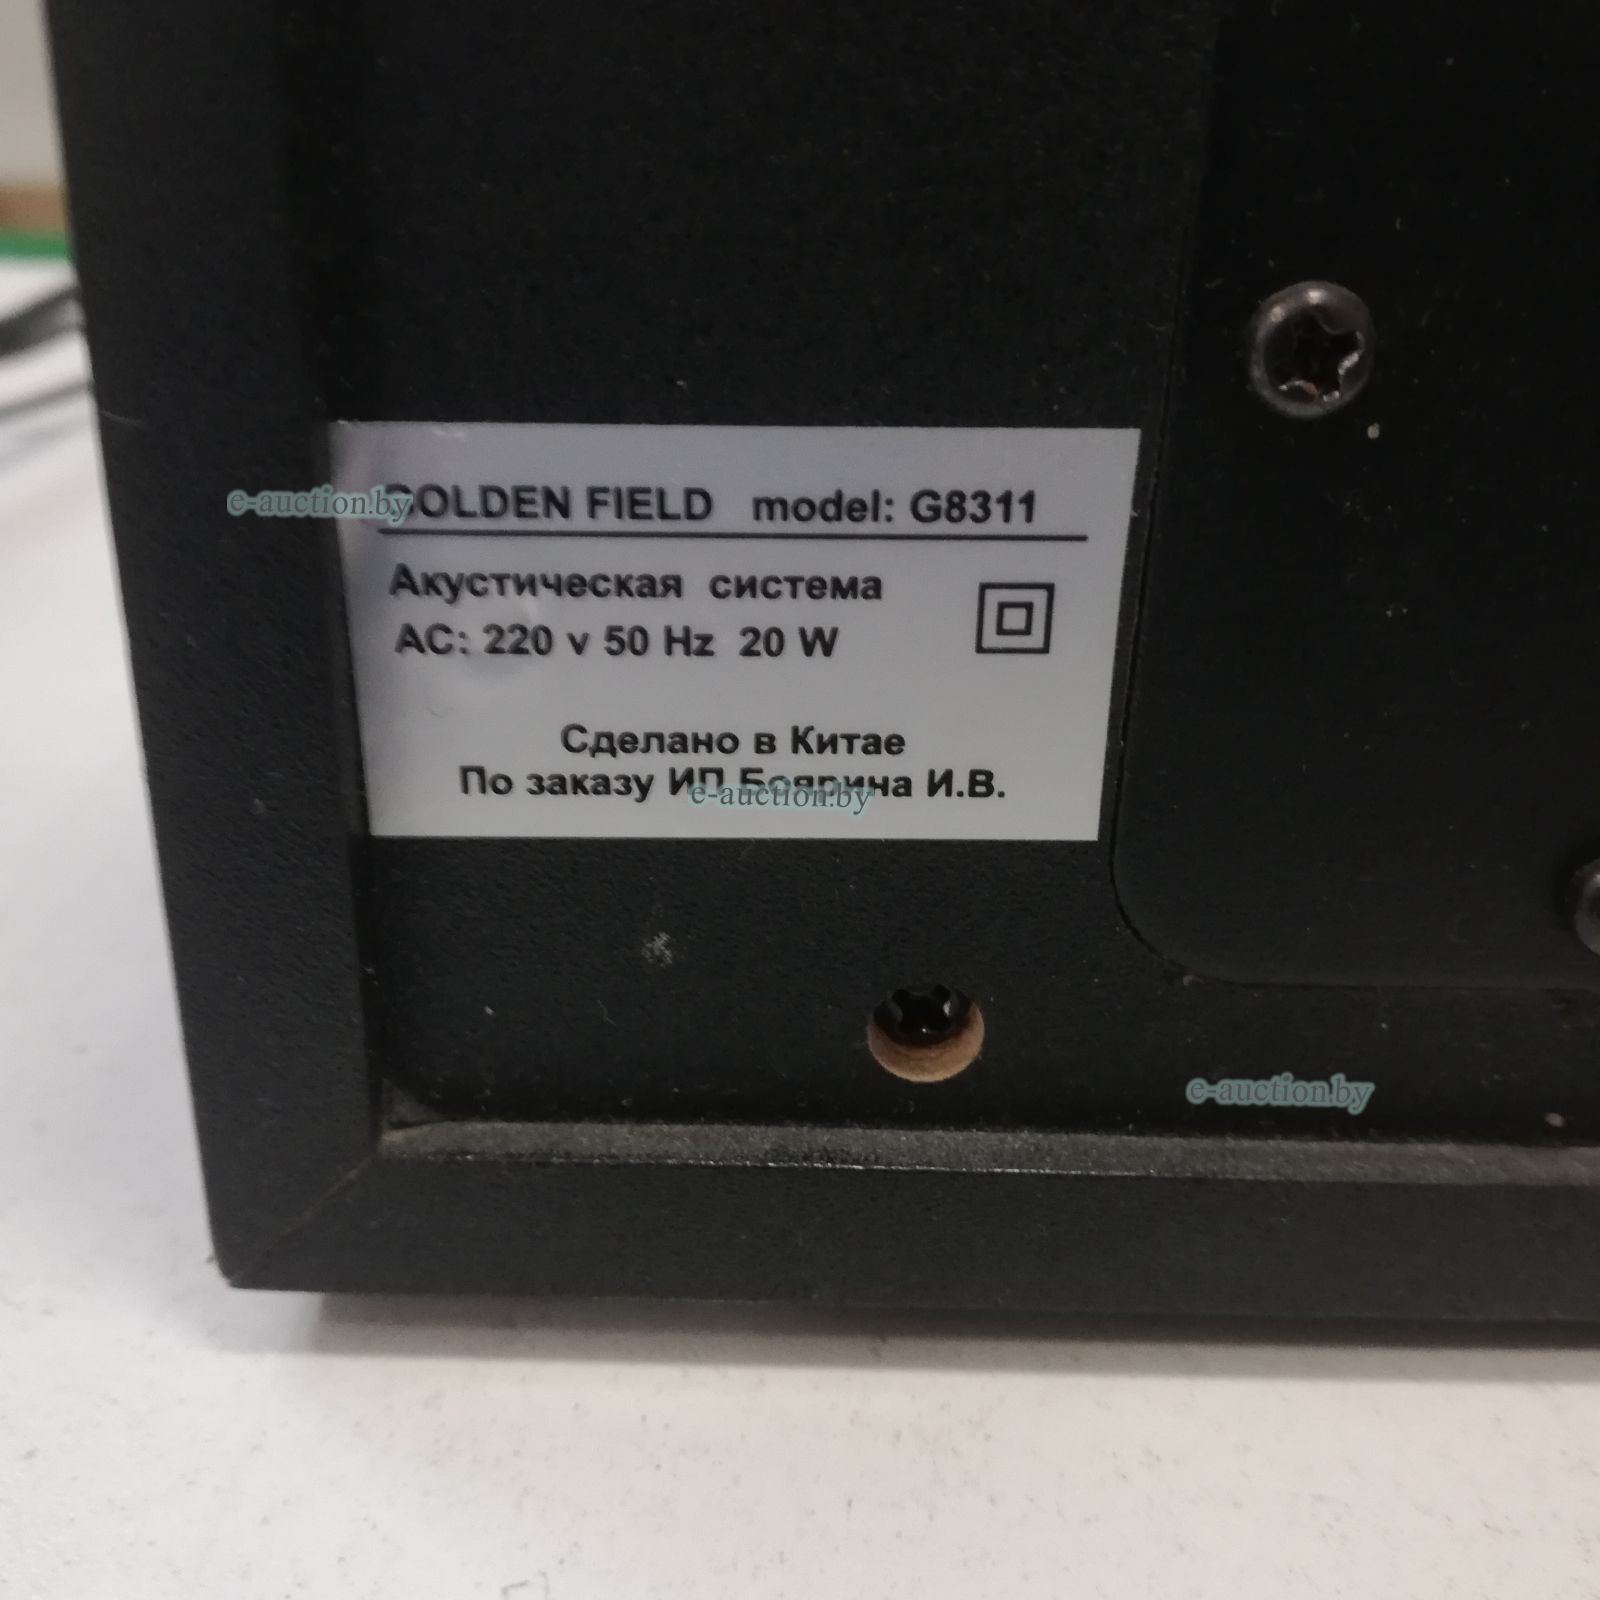 GOLDEN FIELD model: G8311
Акустическая система
AC: 220 v 50 Hz 20 W
Сделано в Китае
По заказу ИП Боярина И.В.
e-auction.by
e-auction.by
e-auction.by